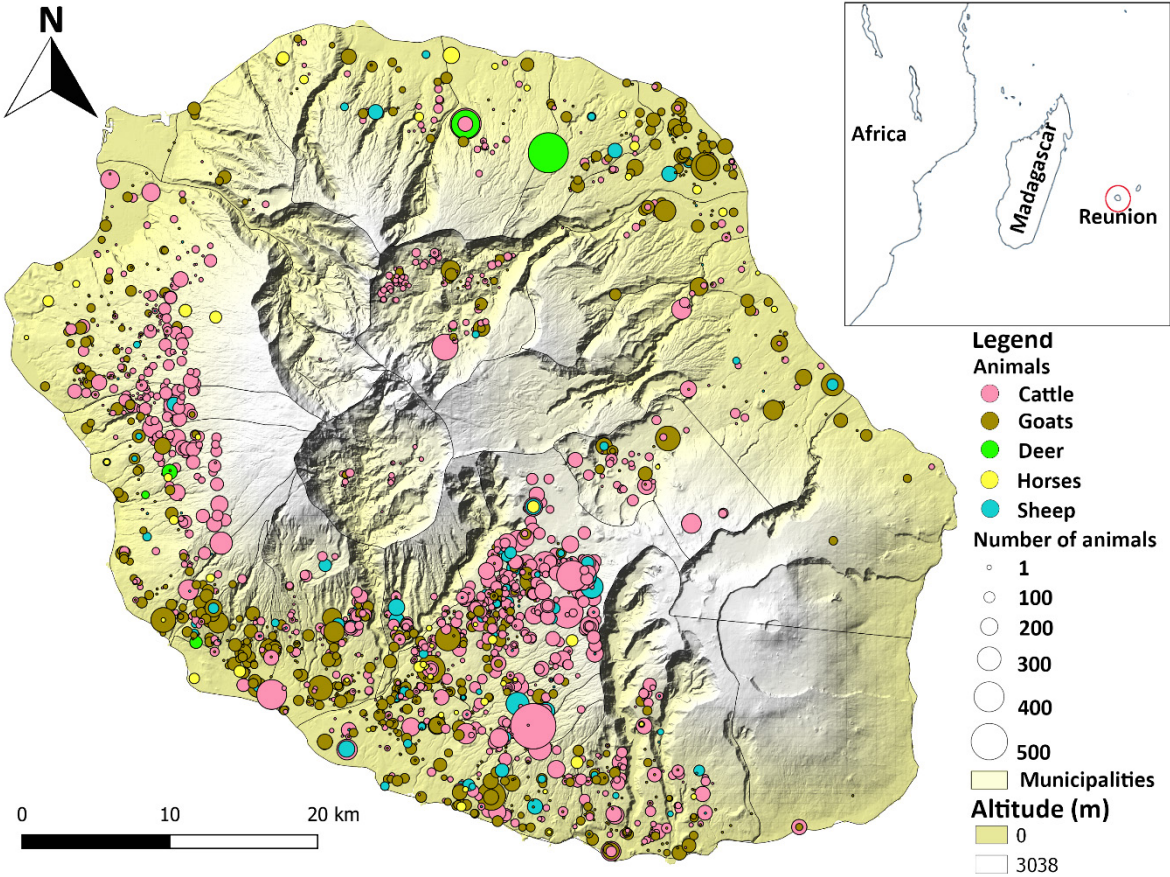 N
Africa
Madagascar
Reunion
Legend
Animals
Cattle
Goats
Deer
Horses
Sheep
Number of animals
1
100
200
300
400
500
Municipalities
Altitude (m)
0
3038
0 10 20 km